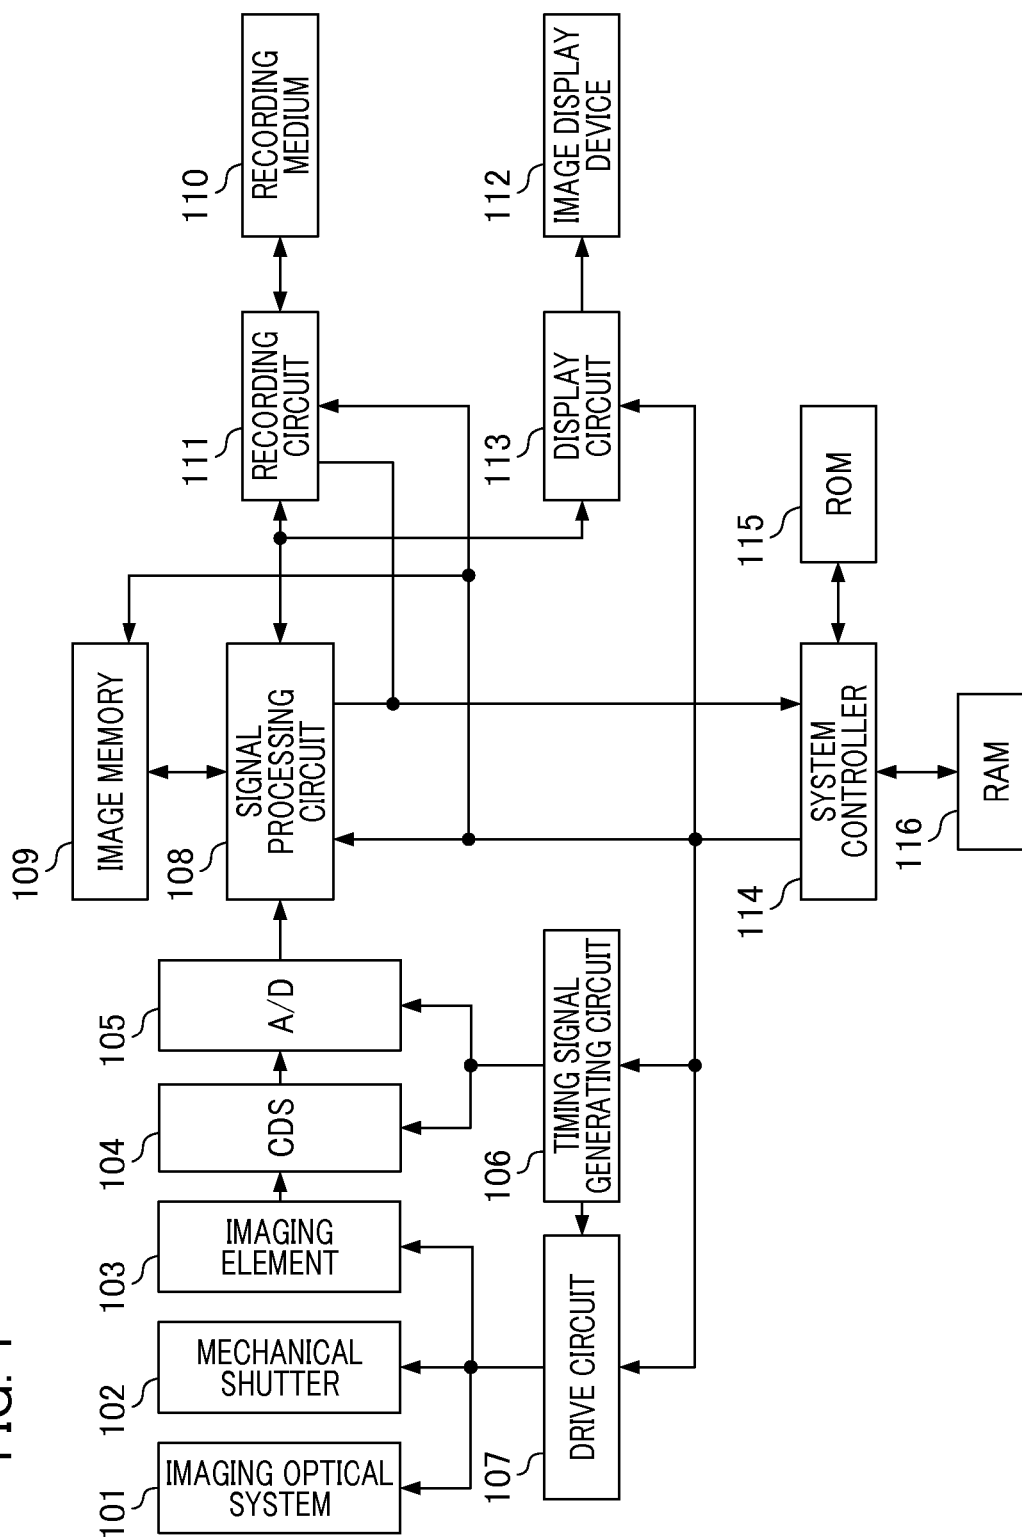 FIG. 1
101
IMAGING OPTICAL
SYSTEM
102
MECHANICAL
SHUTTER
103
IMAGING
ELEMENT
104
CDS
105
A/D
109
IMAGE MEMORY
108
SIGNAL
PROCESSING
CIRCUIT
111
RECORDING
CIRCUIT
110
RECORDING
MEDIUM
107
DRIVE CIRCUIT
106
TIMING SIGNAL
GENERATING CIRCUIT
113
DISPLAY
CIRCUIT
112
IMAGE DISPLAY
DEVICE
114
SYSTEM
CONTROLLER
115
ROM
116
RAM